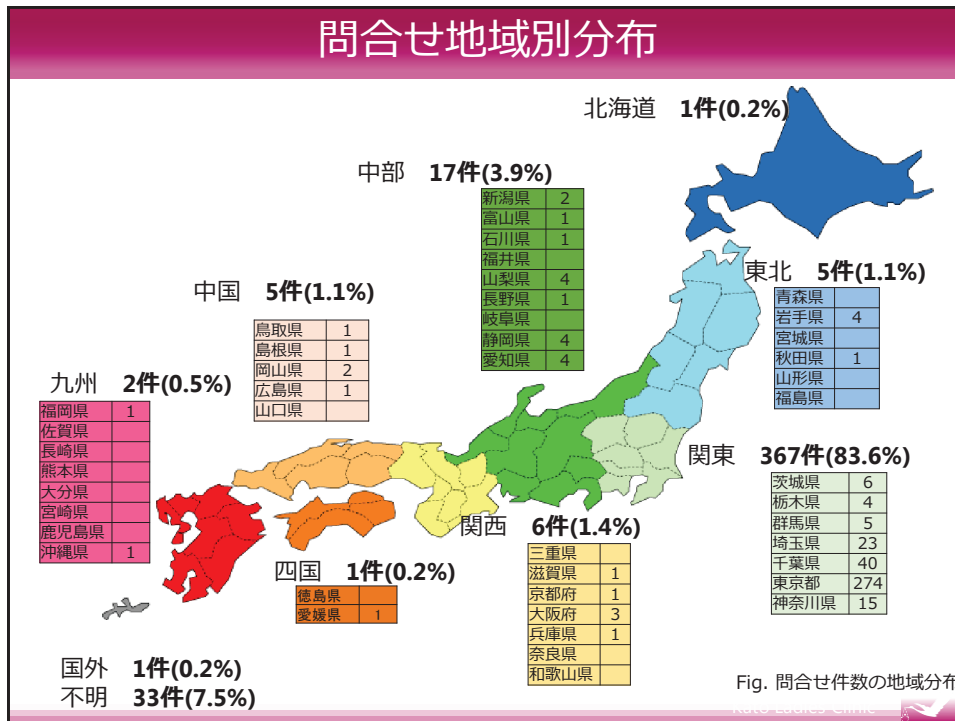 問合せ地域別分布
北海道 1件(0.2%)
中部 17件(3.9%)
新潟県 2
富山県 1
石川県 1
福井県
山梨県 4
長野県 1
岐阜県
静岡県 4
愛知県 4
東北 5件(1.1%)
青森県
岩手県 4
宮城県
秋田県 1
山形県
福島県
中国 5件(1.1%)
鳥取県 1
島根県 1
岡山県 2
広島県 1
山口県
九州 2件(0.5%)
福岡県 1
佐賀県
長崎県
熊本県
大分県
宮崎県
鹿児島県
沖縄県 1
関東 367件(83.6%)
茨城県 6
栃木県 4
群馬県 5
埼玉県 23
千葉県 40
東京都 274
神奈川県 15
関西 6件(1.4%)
三重県
滋賀県 1
京都府 1
大阪府 3
兵庫県 1
奈良県
和歌山県
四国 1件(0.2%)
徳島県
愛媛県 1
国外 1件(0.2%)
不明 33件(7.5%)
Fig. 問合せ件数の地域分布
Kato Ladies Clinic